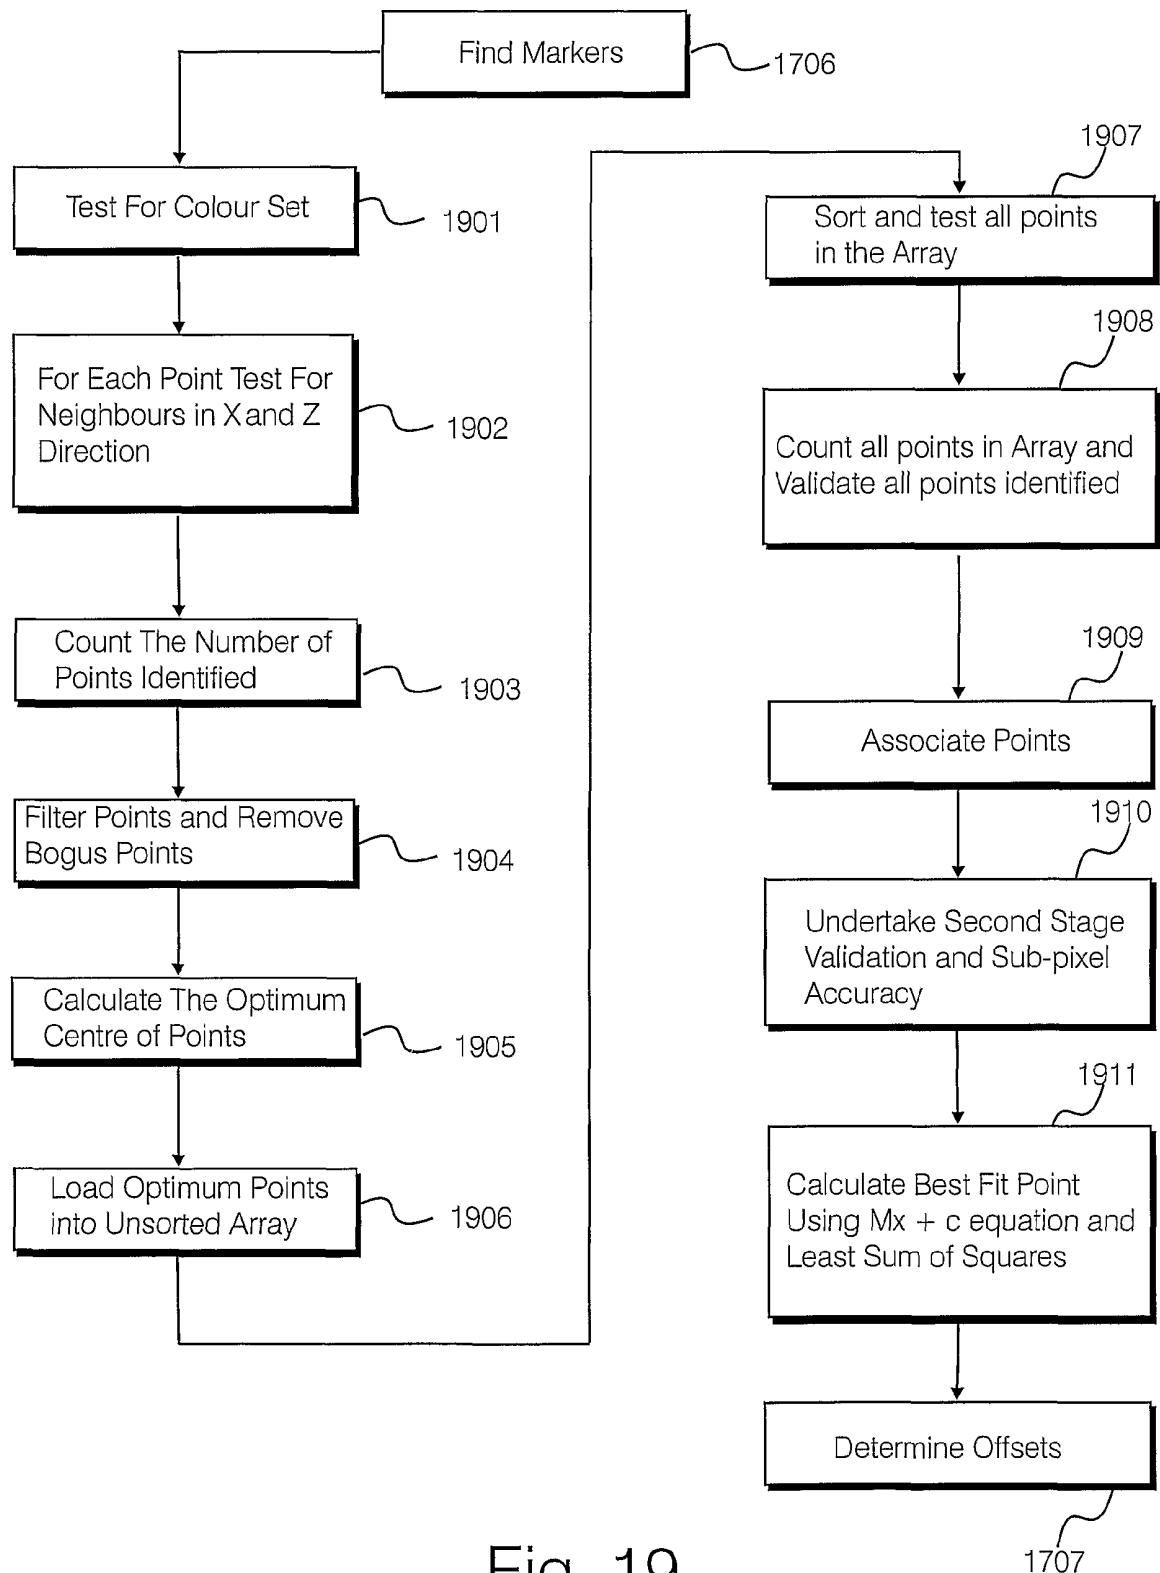 Find Markers
1706
Test For Colour Set
1901
For Each Point Test For
Neighbours in X and Z
Direction
1902
Count The Number of
Points Identified
1903
Filter Points and Remove
Bogus Points
1904
Calculate The Optimum
Centre of Points
1905
Load Optimum Points
into Unsorted Array
1906
1907
Sort and test all points
in the Array
1908
Count all points in Array and
Validate all points identified
1909
Associate Points
1910
Undertake Second Stage
Validation and Sub-pixel
Accuracy
1911
Calculate Best Fit Point
Using Mx + c equation and
Least Sum of Squares
Determine Offsets
1707
Fig. 19